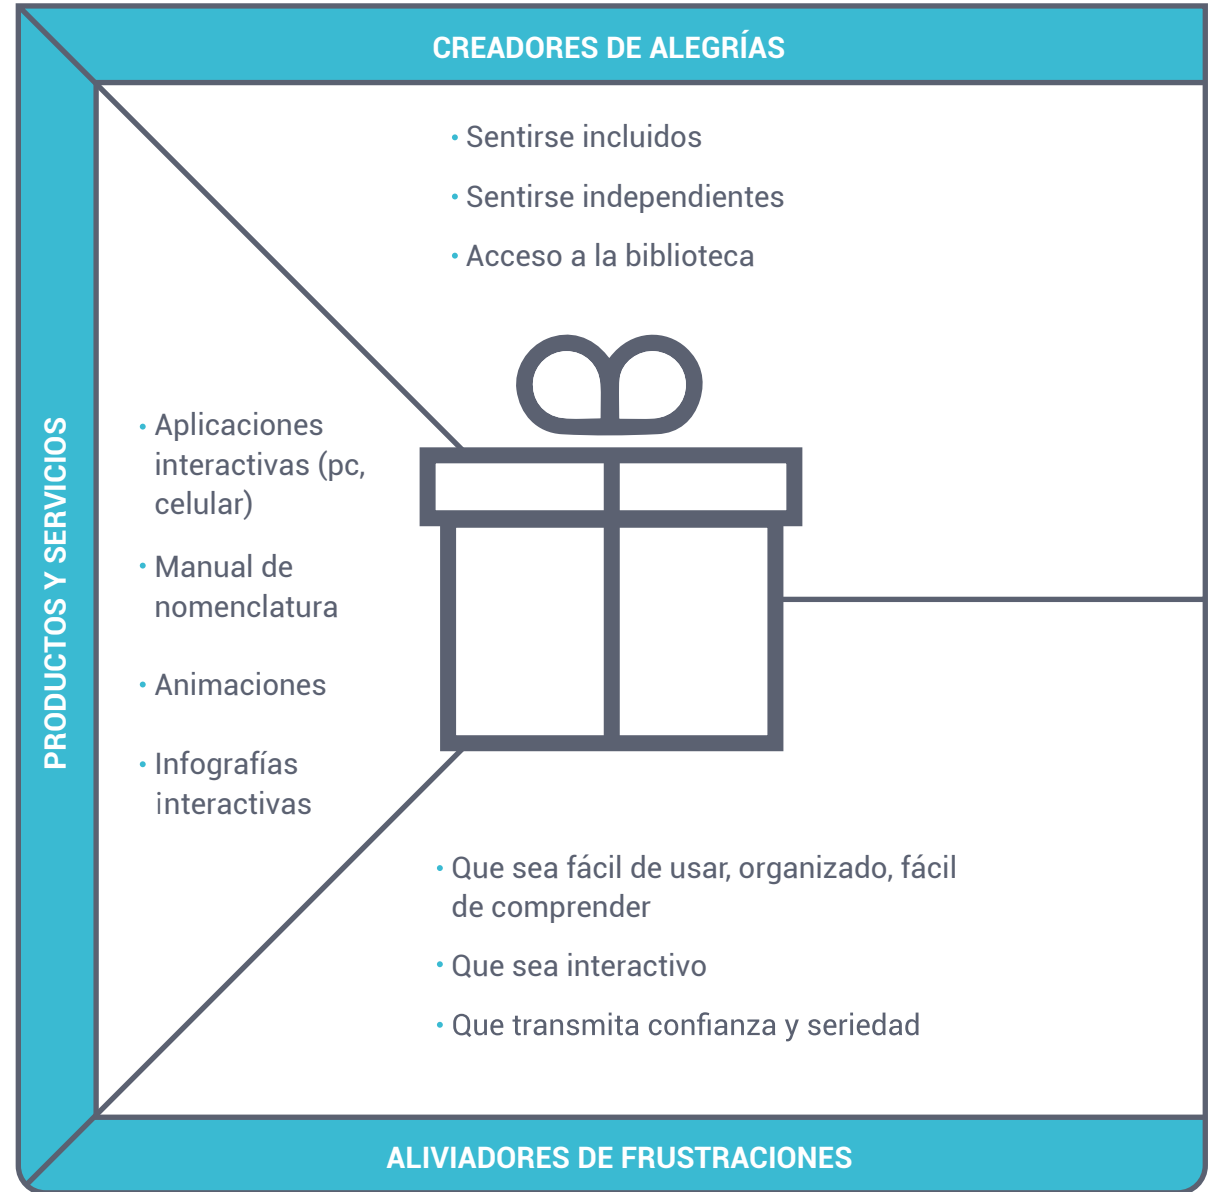 CREADORES DE ALEGRÍAS
• Sentirse incluidos
• Sentirse independientes
• Acceso a la biblioteca
PRODUCTOS Y SERVICIOS
• Aplicaciones
interactivas (pc,
celular)
• Manual de
nomenclatura
• Animaciones
• Infografías
interactivas
• Que sea fácil de usar, organizado, fácil
de comprender
• Que sea interactivo
• Que transmita confianza y seriedad
ALIVIADORES DE FRUSTRACIONES